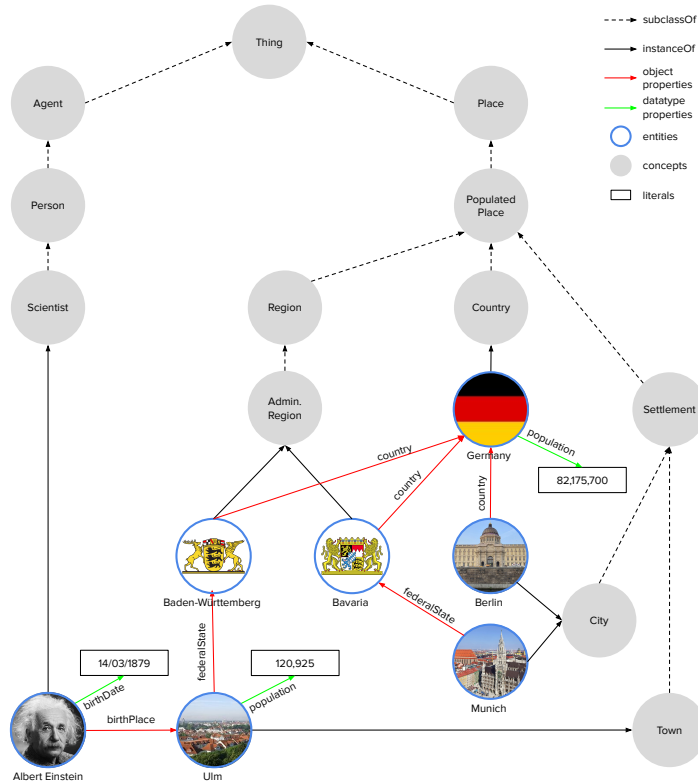 Thing
subclassOf
instanceOf
object
properties
datatype
properties
entities
concepts
literals
Agent
Place
Person
Populated
Place
Scientist
Region
Country
Admin.
Region
Settlement
Germany
population
82,175,700
country
country
country
Baden-Württemberg
Bavaria
Berlin
federalState
City
Munich
federalState
14/03/1879
birthDate
120,925
population
birthPlace
Albert Einstein
Ulm
Town